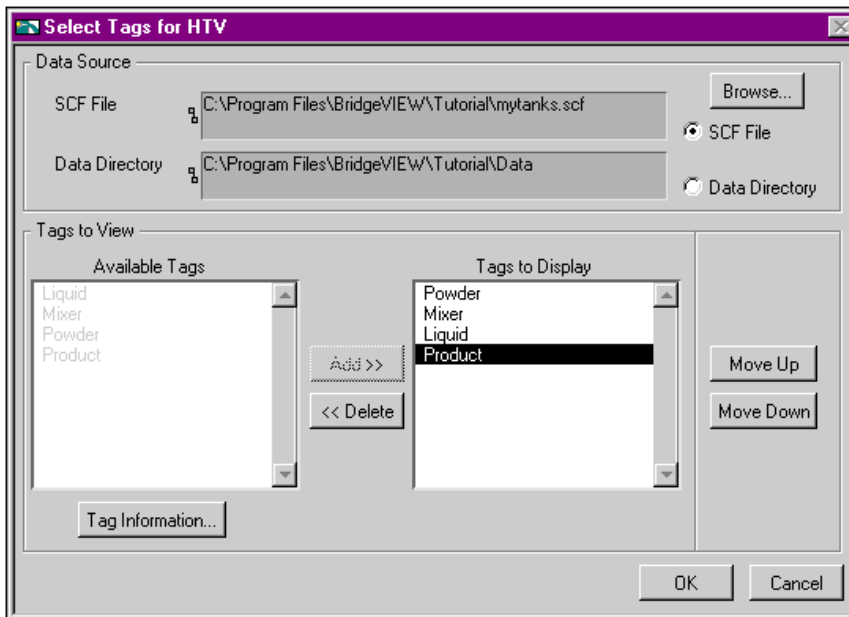 Select Tags for HTV
Data Source
SCF File
C:\Program Files\BridgeVIEW\Tutorial\mytanks.scf
Browse...
SCF File
Data Directory
C:\Program Files\BridgeVIEW\Tutorial\Data
Data Directory
Tags to View
Available Tags
Liquid
Mixer
Powder
Product
Add >>
<< Delete
Tags to Display
Powder
Mixer
Liquid
Product
Move Up
Move Down
Tag Information...
OK
Cancel